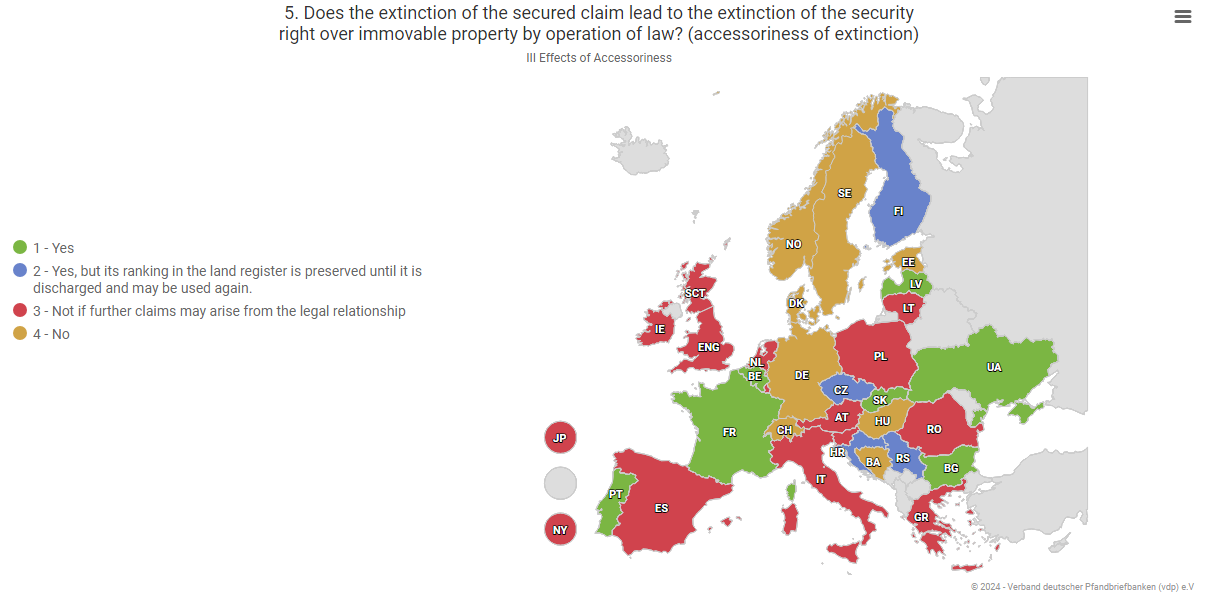 5. Does the extinction of the secured claim lead to the extinction of the security
right over immovable property by operation of law? (accessoriness of extinction)
III Effects of Accessoriness
1 - Yes
2 - Yes, but its ranking in the land register is preserved until it is
discharged and may be used again.
3 - Not if further claims may arise from the legal relationship
4 - No
SE
FI
NO
EE
LV
DK
LT
SCT
IE
ENG
NL
BE
PL
DE
UA
CZ
SK
AT
HU
CH
FR
RO
JP
HR
BA
RS
BG
IT
PT
ES
GR
NY
© 2024 - Verband deutscher Pfandbriefbanken (vdp) e.V